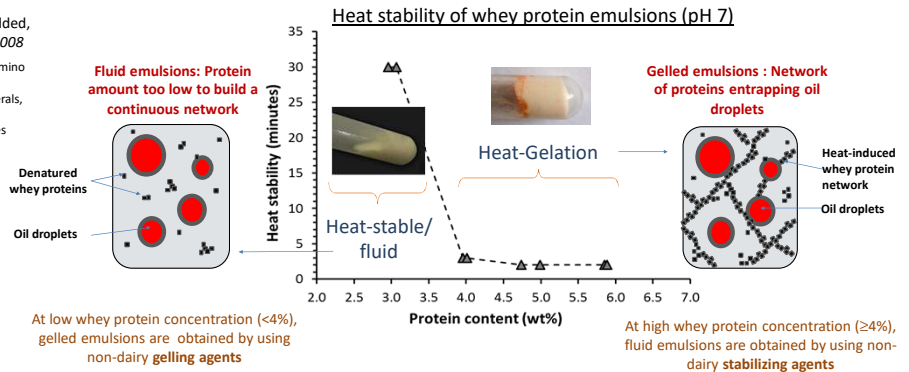 Heat stability of whey protein emulsions (pH 7)
dded,
008
mino
erals,
es
Fluid emulsions: Protein
amount too low to build a
continuous network
Denatured
whey proteins
Oil droplets
Heat stability (minutes)
35
30
25
20
15
10
5
0
2.0 2.5 3.0 3.5 4.0 4.5 5.0 5.5 6.0 6.5 7.0
Protein content (wt%)
Heat-stable/
fluid
Heat-Gelation
Gelled emulsions : Network
of proteins entrapping oil
droplets
Heat-induced
whey protein
network
Oil droplets
At low whey protein concentration (<4%),
gelled emulsions are obtained by using
non-dairy gelling agents
At high whey protein concentration (≥4%),
fluid emulsions are obtained by using non-
dairy stabilizing agents